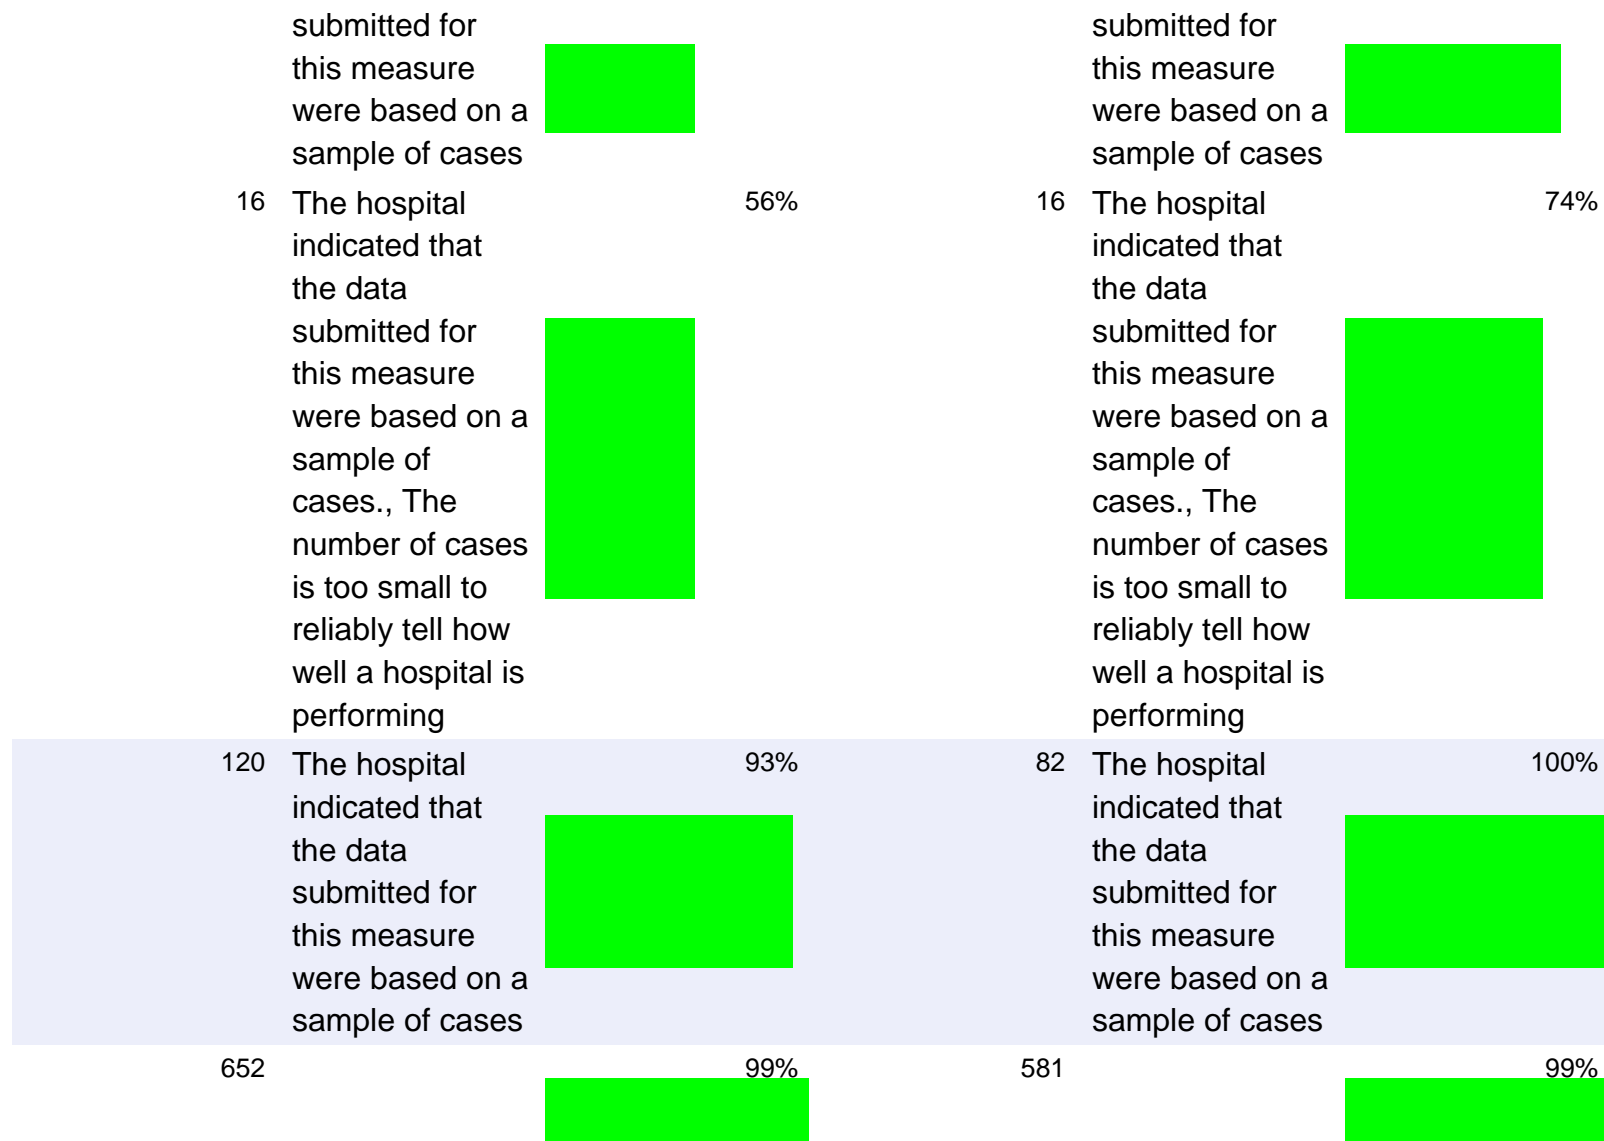 submitted for submitted for
this measure this measure
were based on a were based on a
sample of cases sample of cases
16 The hospital 56% 16 The hospital 74%
indicated that indicated that
the data the data
submitted for submitted for
this measure this measure
were based on a were based on a
sample of sample of
cases., The cases., The
number of cases number of cases
is too small to is too small to
reliably tell how reliably tell how
well a hospital is well a hospital is
performing performing
120 The hospital 93% 82 The hospital 100%
indicated that indicated that
the data the data
submitted for submitted for
this measure this measure
were based on a were based on a
sample of cases sample of cases
652 99% 581 99%